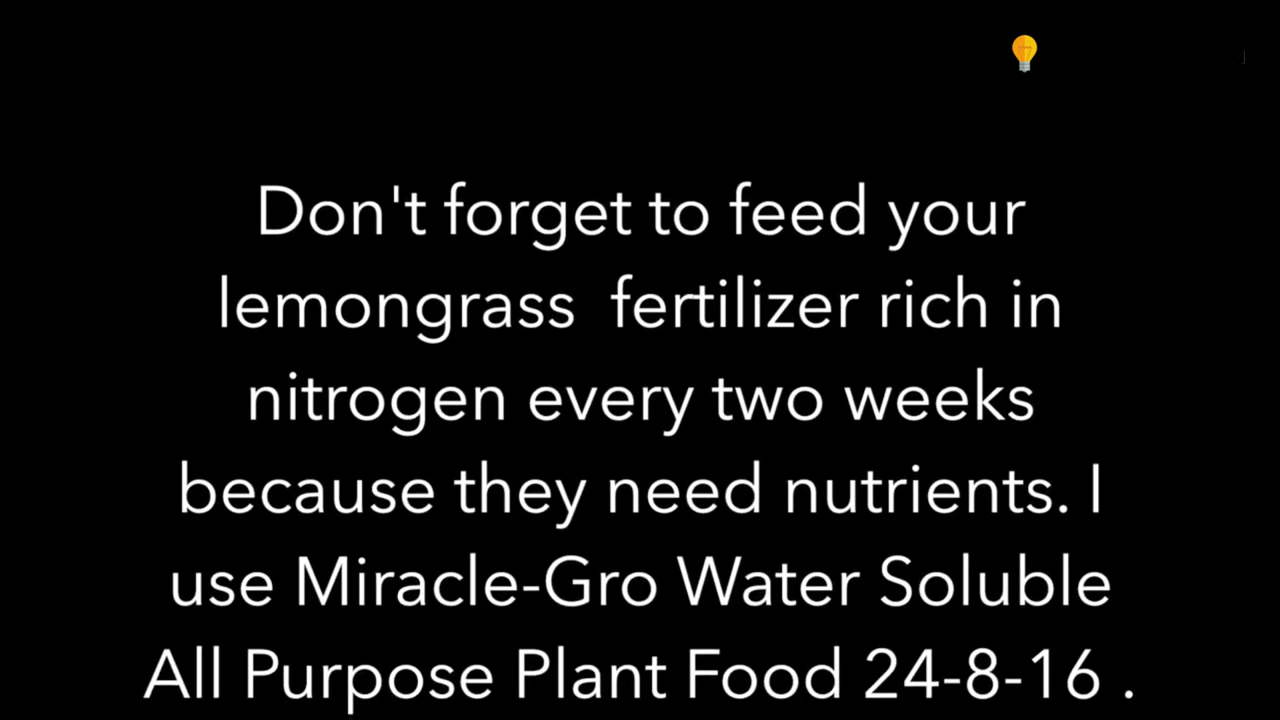 Don't forget to feed your
lemongrass  fertilizer rich in
nitrogen every two weeks
because they need nutrients. I
use Miracle-Gro Water Soluble
All Purpose Plant Food 24-8-16 .